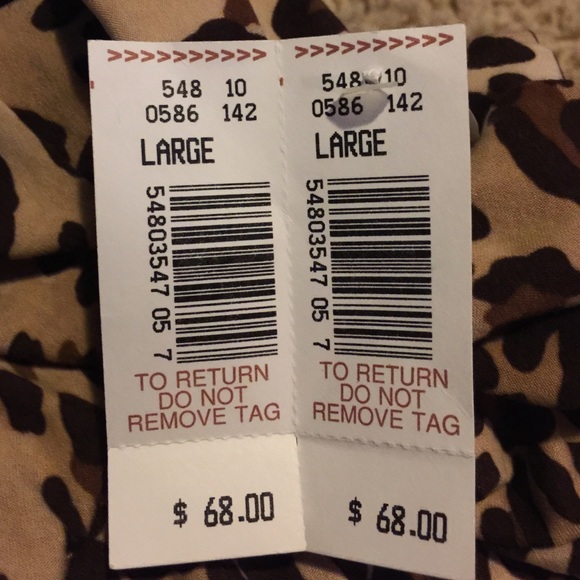 >>>>>>>>>>>
548 10
0586 142
LARGE
54803547 05 7
TO RETURN
DO NOT
REMOVE TAG
$ 68.00
>>>>>>>>>>>
548 10
0586 142
LARGE
54803547 05 7
TO RETURN
DO NOT
REMOVE TAG
$ 68.00